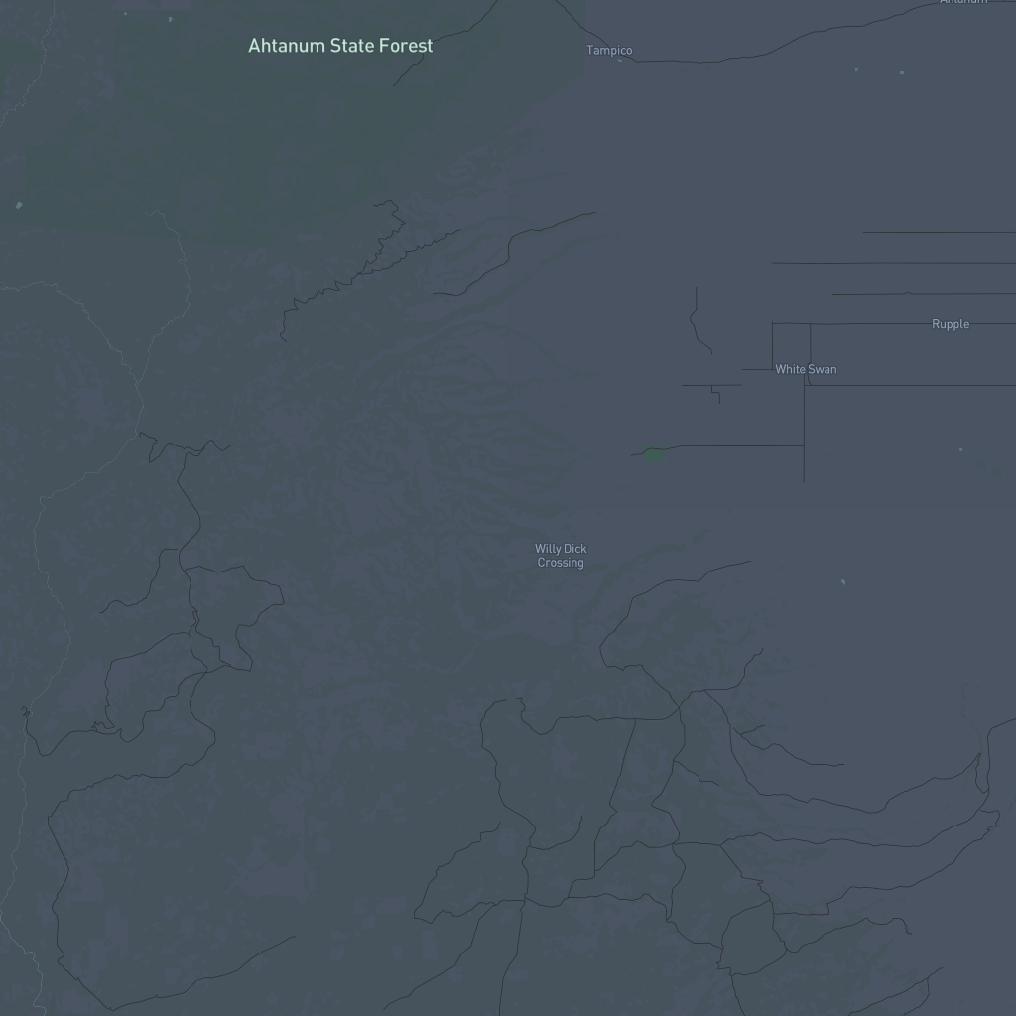 Ahtanum State Forest
Tampico
Rupple
White Swan
Willy Dick
Crossing